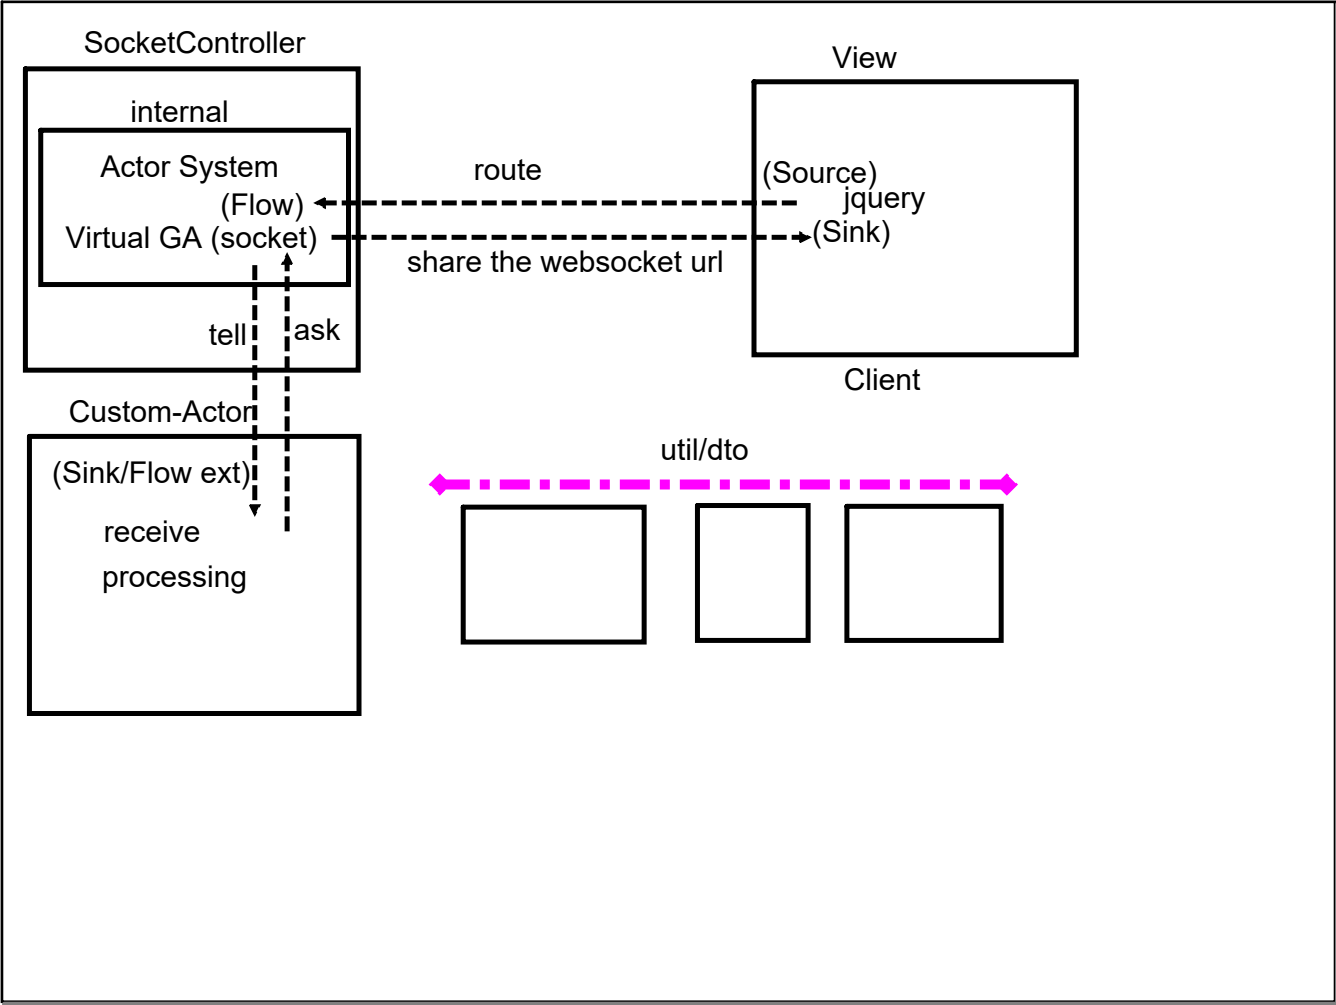 SocketController
View
internal
Actor System
(Flow)
Virtual GA (socket)
route
(Source)
jquery
(Sink)
share the websocket url
tell
ask
Client
Custom-Actor
(Sink/Flow ext)
receive
processing
util/dto